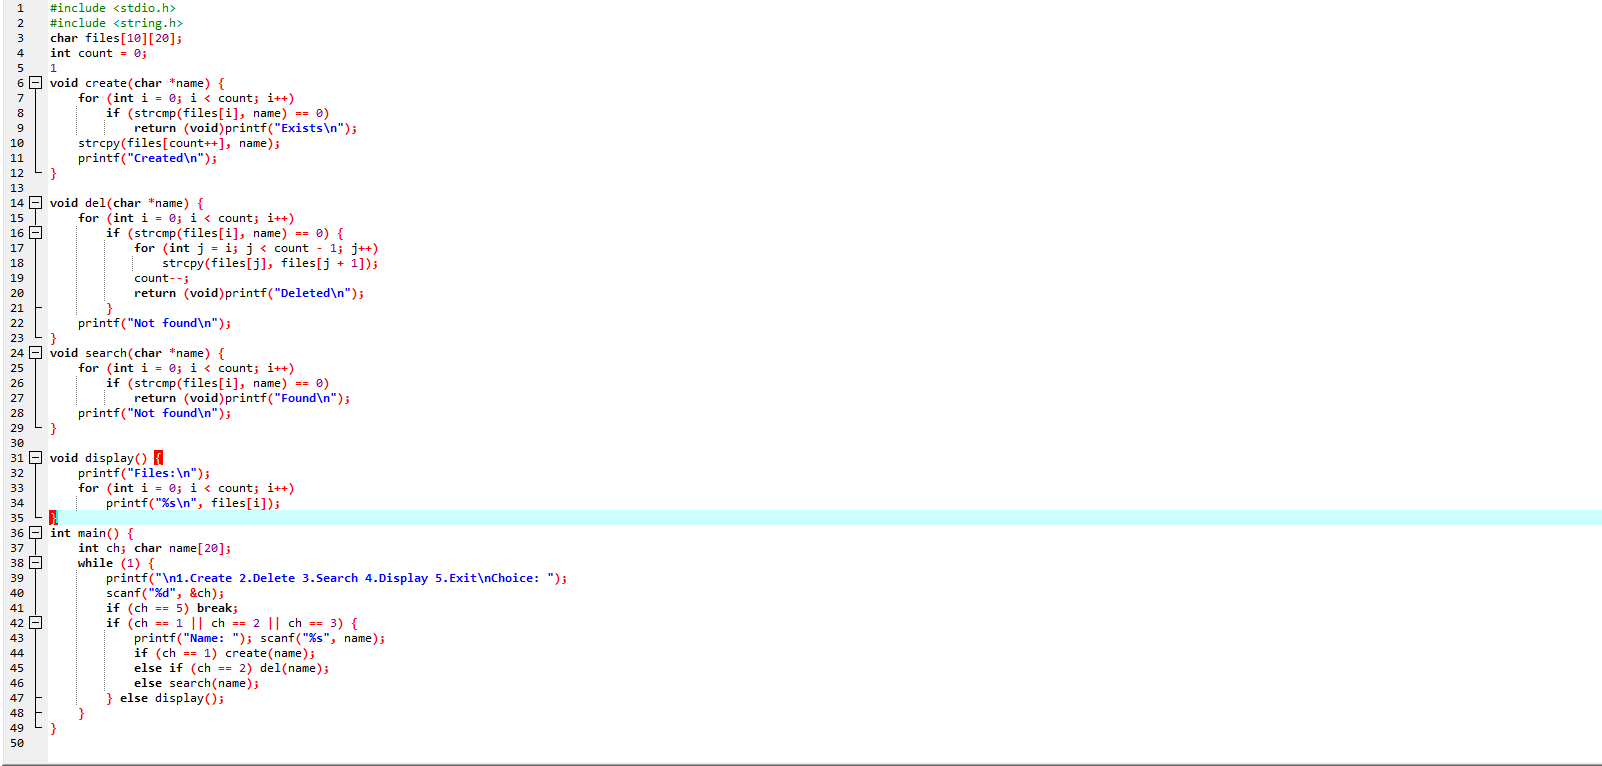 1 #include <stdio.h>
2 #include <string.h>
3 char files[10][20];
4 int count = 0;
5 1
6 void create(char *name) {
7     for (int i = 0; i < count; i++)
8         if (strcmp(files[i], name) == 0)
9             return (void)printf("Exists\n");
10     strcpy(files[count++], name);
11     printf("Created\n");
12 }
13
14 void del(char *name) {
15     for (int i = 0; i < count; i++)
16         if (strcmp(files[i], name) == 0) {
17             for (int j = i; j < count - 1; j++)
18                 strcpy(files[j], files[j + 1]);
19             count--;
20             return (void)printf("Deleted\n");
21         }
22     printf("Not found\n");
23 }
24 void search(char *name) {
25     for (int i = 0; i < count; i++)
26         if (strcmp(files[i], name) == 0)
27             return (void)printf("Found\n");
28     printf("Not found\n");
29 }
30
31 void display() {
32     printf("Files:\n");
33     for (int i = 0; i < count; i++)
34         printf("%s\n", files[i]);
35 }
36 int main() {
37     int ch; char name[20];
38     while (1) {
39         printf("\n1.Create 2.Delete 3.Search 4.Display 5.Exit\nChoice: ");
40         scanf("%d", &ch);
41         if (ch == 5) break;
42         if (ch == 1 || ch == 2 || ch == 3) {
43             printf("Name: "); scanf("%s", name);
44             if (ch == 1) create(name);
45             else if (ch == 2) del(name);
46             else search(name);
47         } else display();
48     }
49 }
50